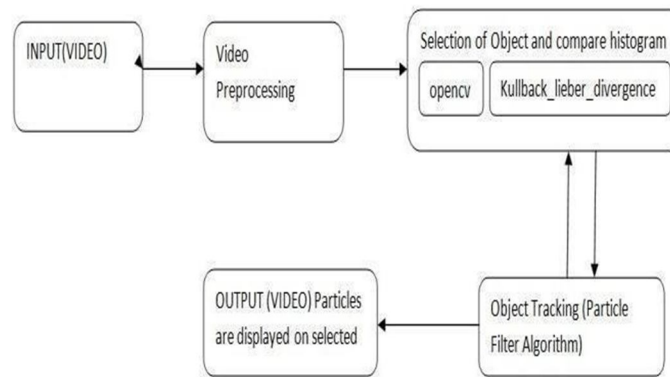 INPUT(VIDEO)
Video
Preprocessing
Selection of Object and compare histogram
opencv
Kullback_lieber_divergence
Object Tracking (Particle
Filter Algorithm)
OUTPUT (VIDEO) Particles
are displayed on selected